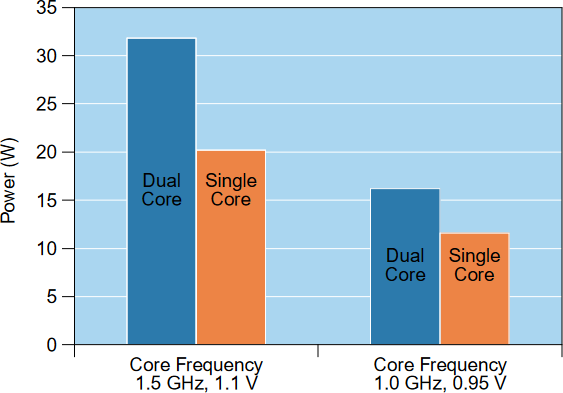 35
30
25
20
15
10
5
0
Power (W)
Dual
Core
Single
Core
Dual
Core
Single
Core
Core Frequency
1.5 GHz, 1.1 V
Core Frequency
1.0 GHz, 0.95 V